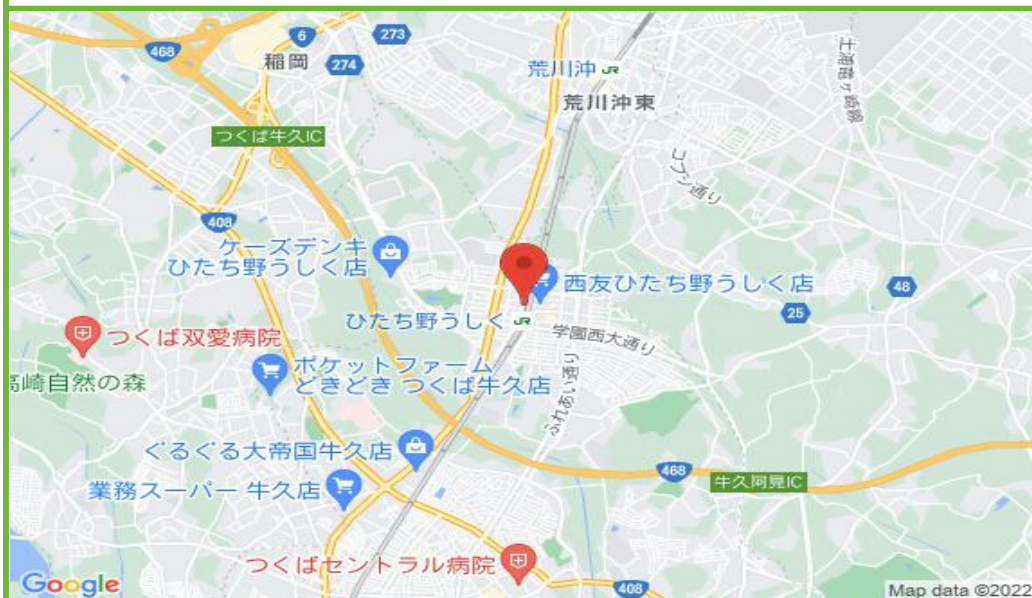 468
6
273
稲岡
274
荒川沖 JR
荒川沖東
土浦竜ヶ崎線
つくば牛久IC
コブシ通り
408
ケーズデンキ
ひたち野うしく店
西友ひたち野うしく店
48
25
ひたち野うしく JR
学園西大通り
つくば双愛病院
ポケットファーム
どきどき つくば牛久店
高崎自然の森
ふれあい通り
ぐるぐる大帝国牛久店
468
牛久阿見IC
業務スーパー 牛久店
つくばセントラル病院
408
Google
Map data ©2022